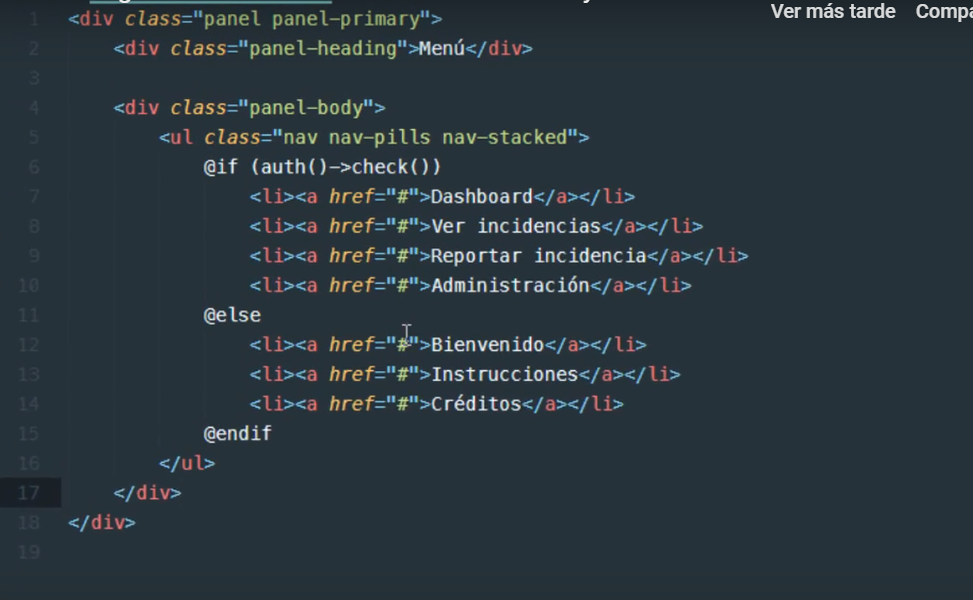 Ver más tarde
1 <div class="panel panel-primary">
2 <div class="panel-heading">Menú</div>
3
4 <div class="panel-body">
5 <ul class="nav nav-pills nav-stacked">
6 @if (auth()->check())
7 <li><a href="#">Dashboard</a></li>
8 <li><a href="#">Ver incidencias</a></li>
9 <li><a href="#">Reportar incidencia</a></li>
10 <li><a href="#">Administración</a></li>
11 @else
12 <li><a href="#">Bienvenido</a></li>
13 <li><a href="#">Instrucciones</a></li>
14 <li><a href="#">Créditos</a></li>
15 @endif
16 </ul>
17 </div>
18 </div>
19